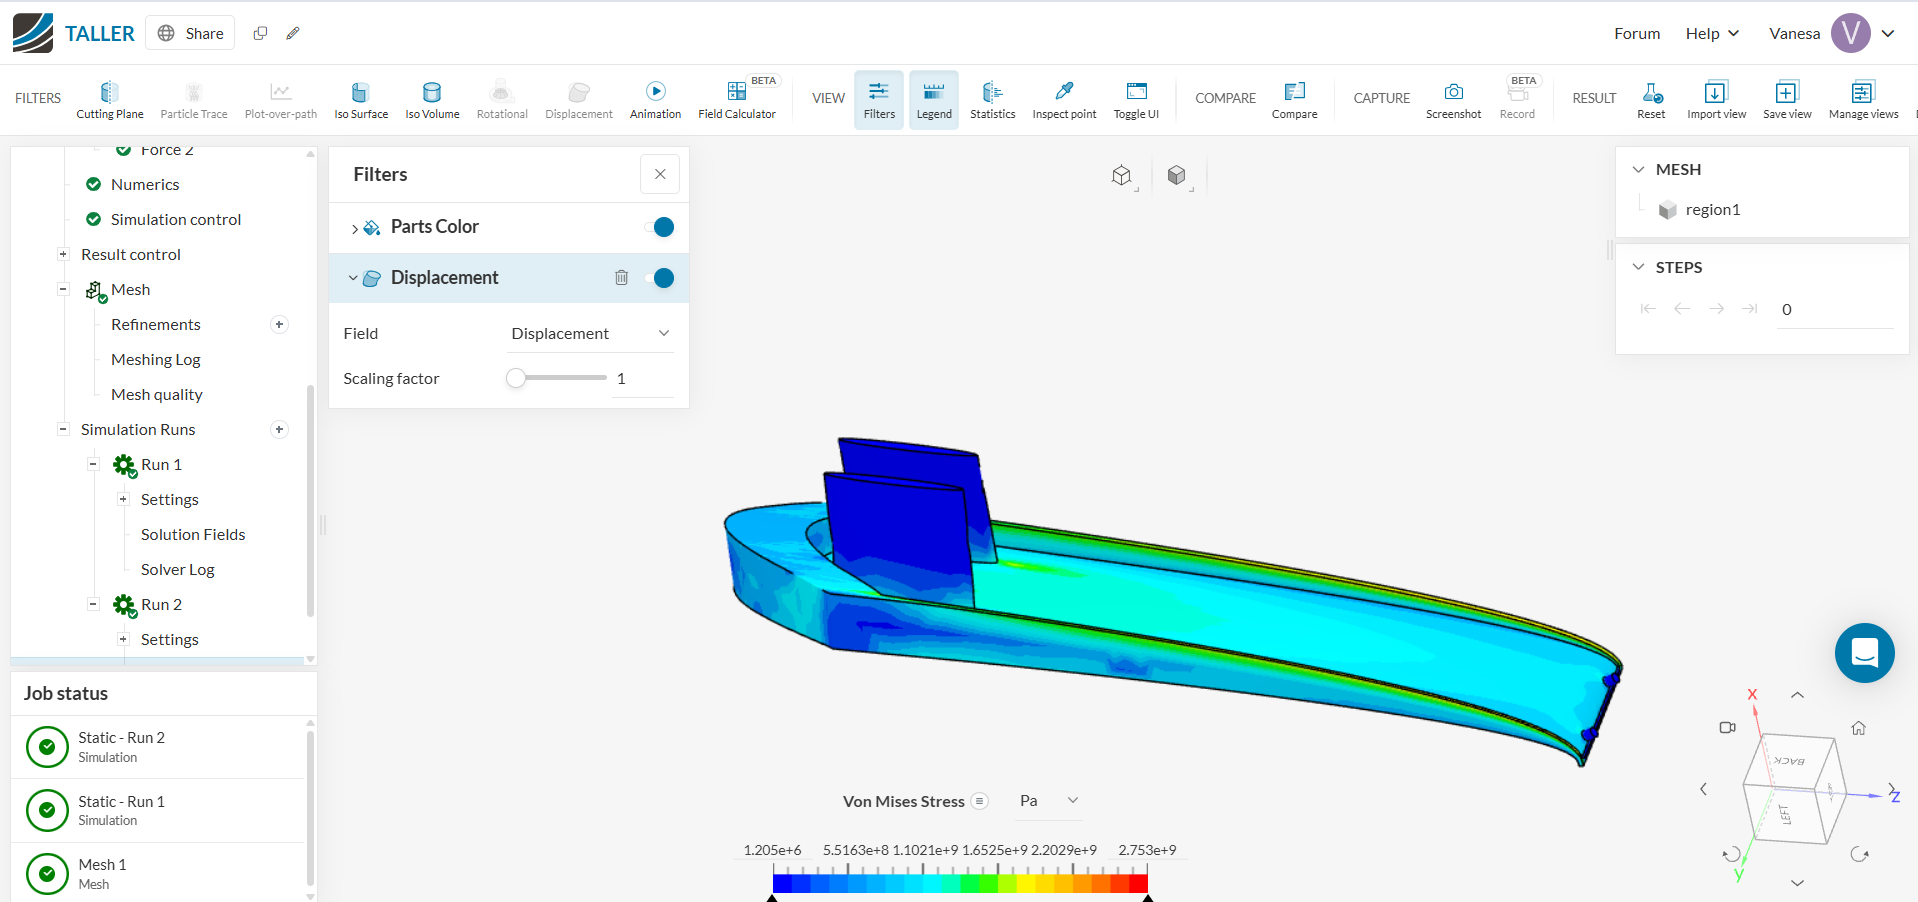 TALLER
Share
Forum
Help
Vanesa
V
FILTERS
Cutting Plane
Particle Trace
Plot-over-path
Iso Surface
Iso Volume
Rotational
Displacement
Animation
BETA
Field Calculator
VIEW
Filters
Legend
Statistics
Inspect point
Toggle UI
COMPARE
Compare
CAPTURE
Screenshot
BETA
Record
RESULT
Reset
Import view
Save view
Manage views
Force 2
Numerics
Simulation control
Result control
Mesh
Refinements
Meshing Log
Mesh quality
Simulation Runs
Run 1
Settings
Solution Fields
Solver Log
Run 2
Settings
Job status
Static - Run 2
Simulation
Static - Run 1
Simulation
Mesh 1
Mesh
Filters
Parts Color
Displacement
Field
Displacement
Scaling factor
1
MESH
region1
STEPS
0
Von Mises Stress
Pa
1.205e+6 5.5163e+8 1.1021e+9 1.6525e+9 2.2029e+9 2.753e+9
X
BACK
LEFT
Z
Y